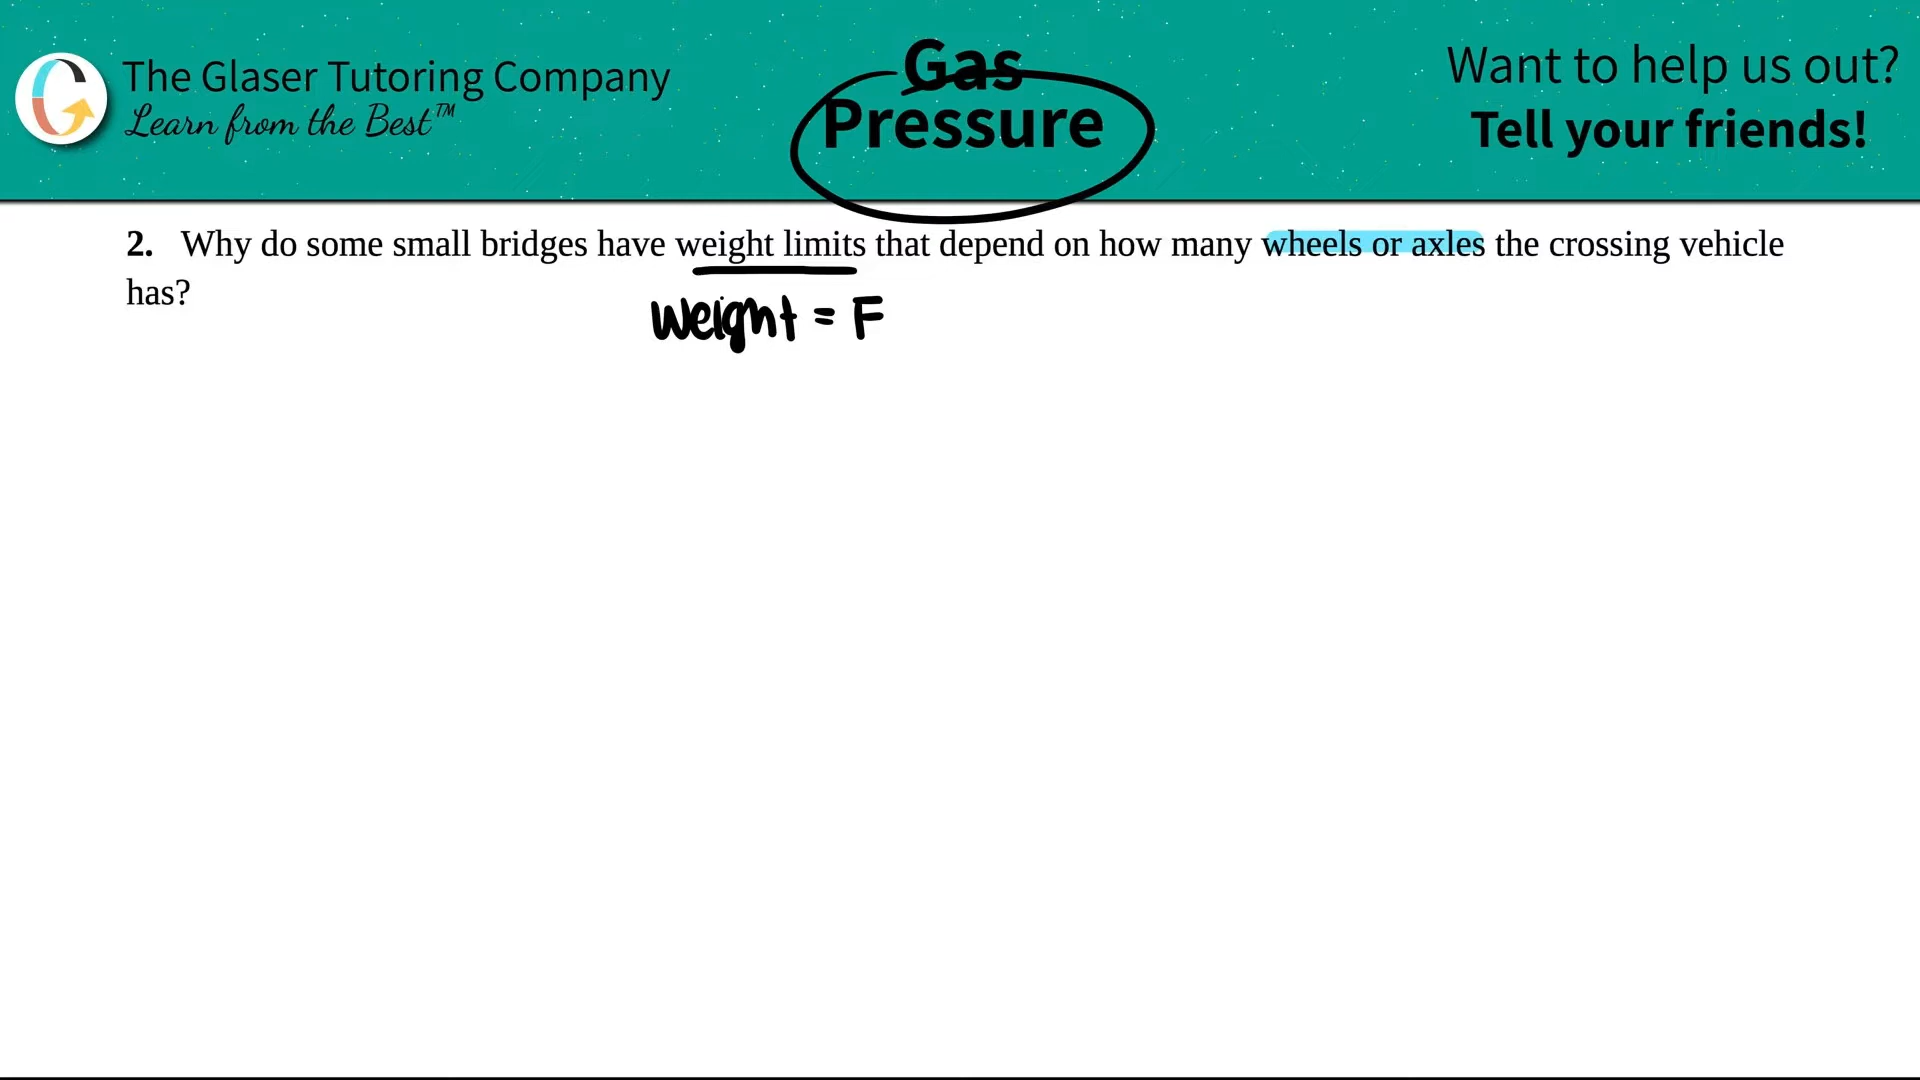 The Glaser Tutoring Company
Learn from the Best™
Gas
Pressure
Want to help us out?
Tell your friends!
2. Why do some small bridges have weight limits that depend on how many wheels or axles the crossing vehicle
has?
Weight = F